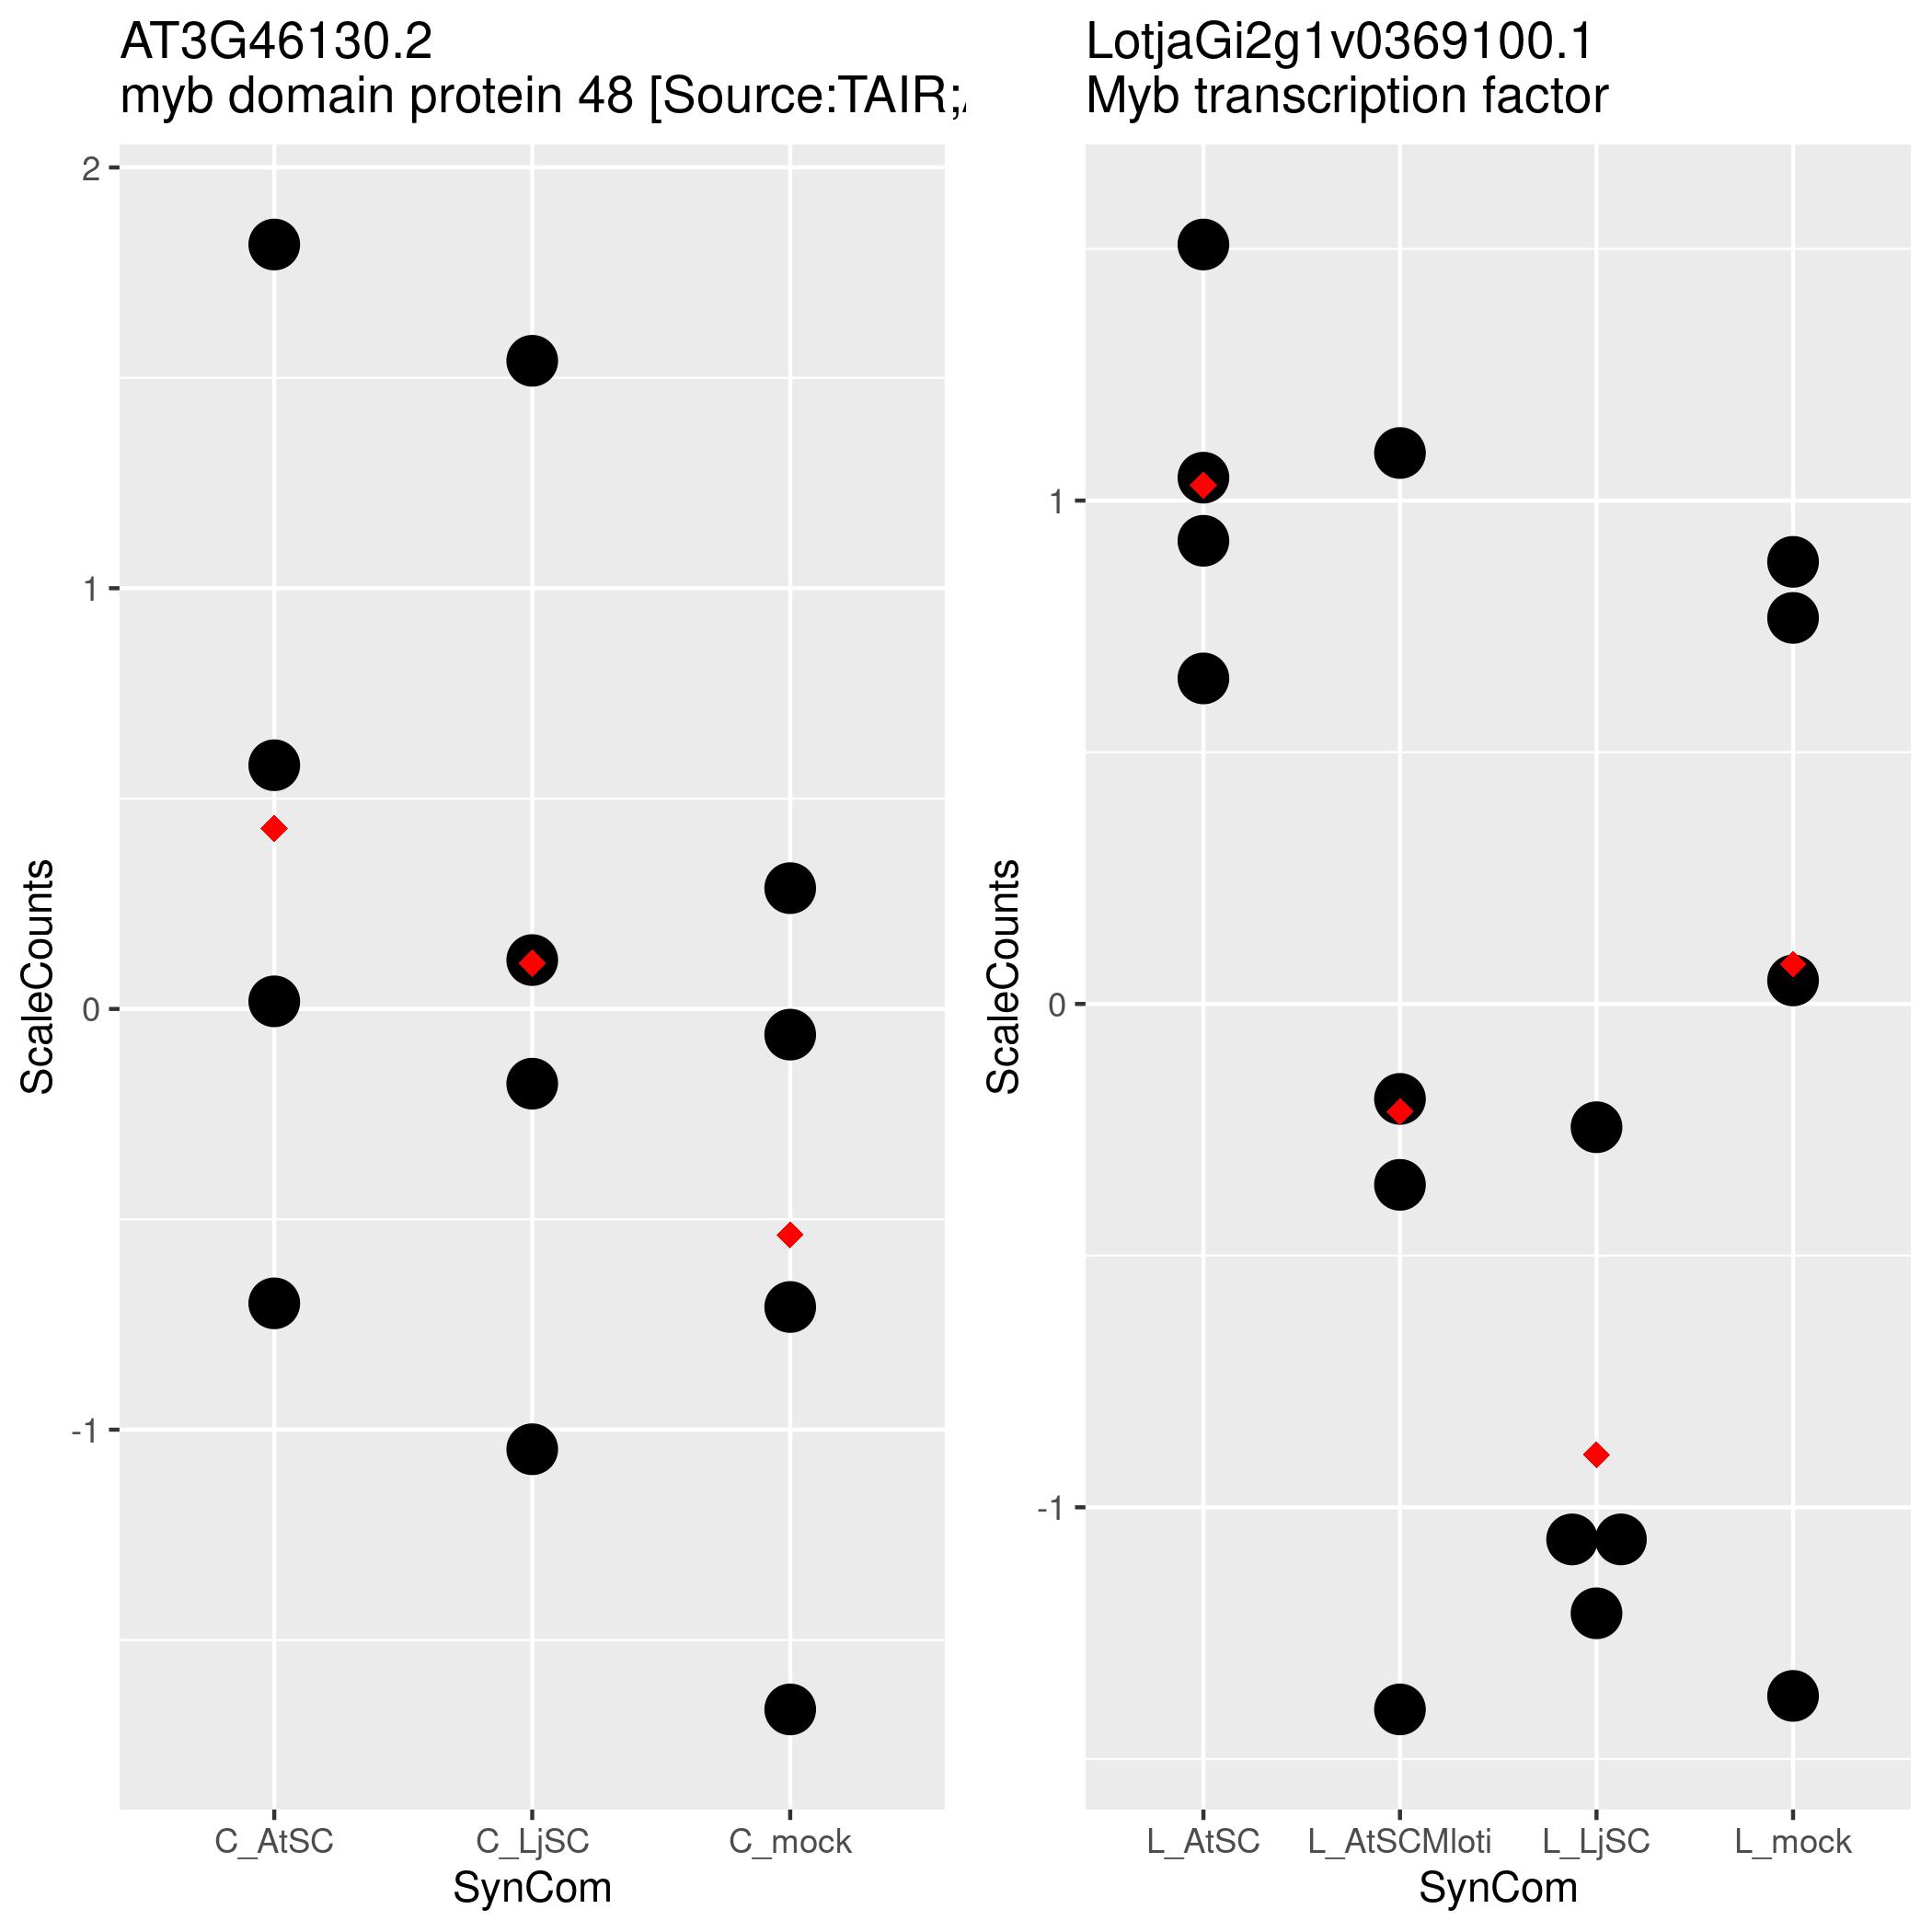 AT3G46130.2
myb domain protein 48 [Source:TAIR;
2
1
0
-1
ScaleCounts
C_AtSC C_LjSC C_mock
SynCom
LotjaGi2g1v0369100.1
Myb transcription factor
1
0
-1
ScaleCounts
L_AtSC L_AtSCMloti L_LjSC L_mock
SynCom